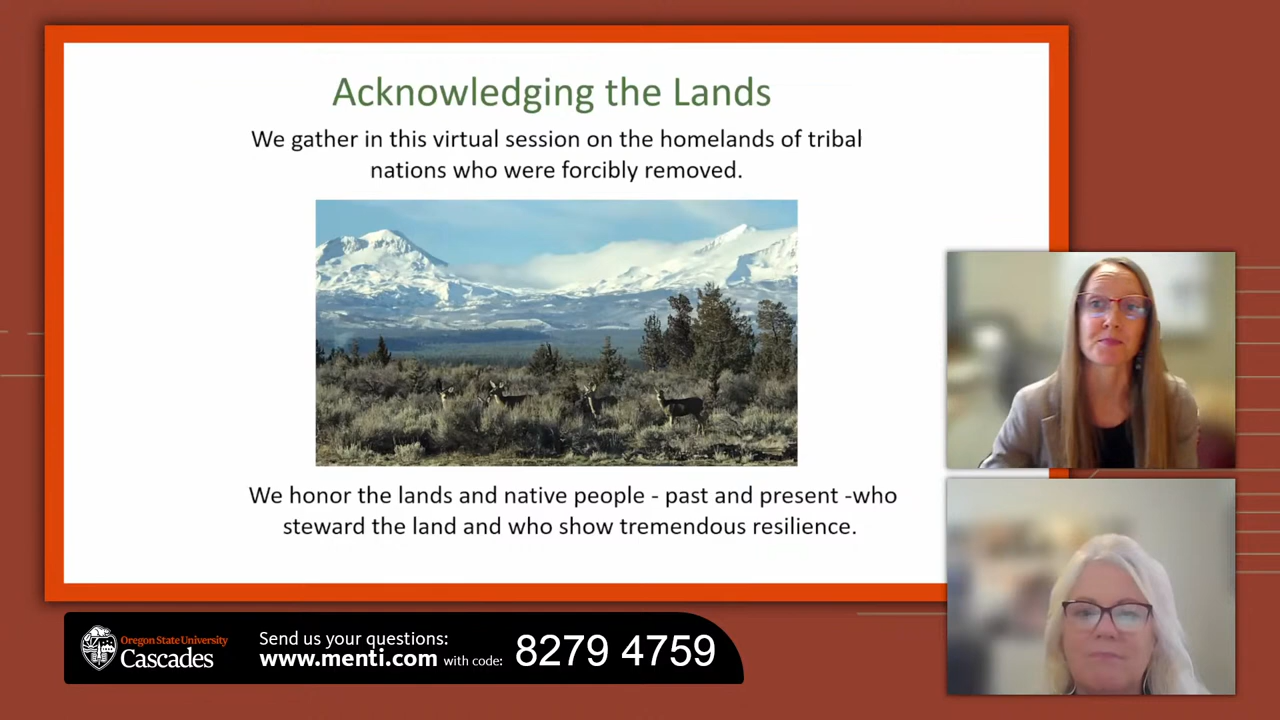 Acknowledging the Lands
We gather in this virtual session on the homelands of tribal
nations who were forcibly removed.
We honor the lands and native people - past and present -who
steward the land and who show tremendous resilience.
Oregon State University
Cascades
Send us your questions:
www.menti.com with code:
8279 4759